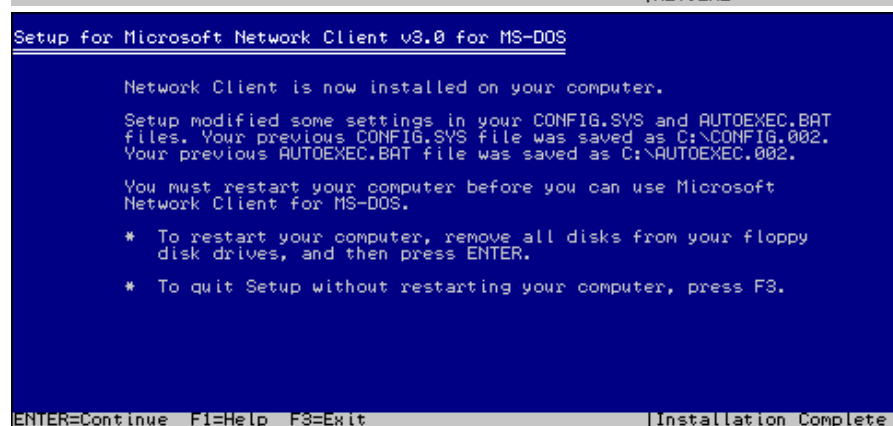 Setup for Microsoft Network Client v3.0 for MS-DOS
Network Client is now installed on your computer.
Setup modified some settings in your CONFIG.SYS and AUTOEXEC.BAT
files. Your previous CONFIG.SYS file was saved as C:\CONFIG.002.
Your previous AUTOEXEC.BAT file was saved as C:\AUTOEXEC.002.
You must restart your computer before you can use Microsoft
Network Client for MS-DOS.
* To restart your computer, remove all disks from your floppy
disk drives, and then press ENTER.
* To quit Setup without restarting your computer, press F3.
ENTER=Continue F1=Help F3=Exit |Installation Complete